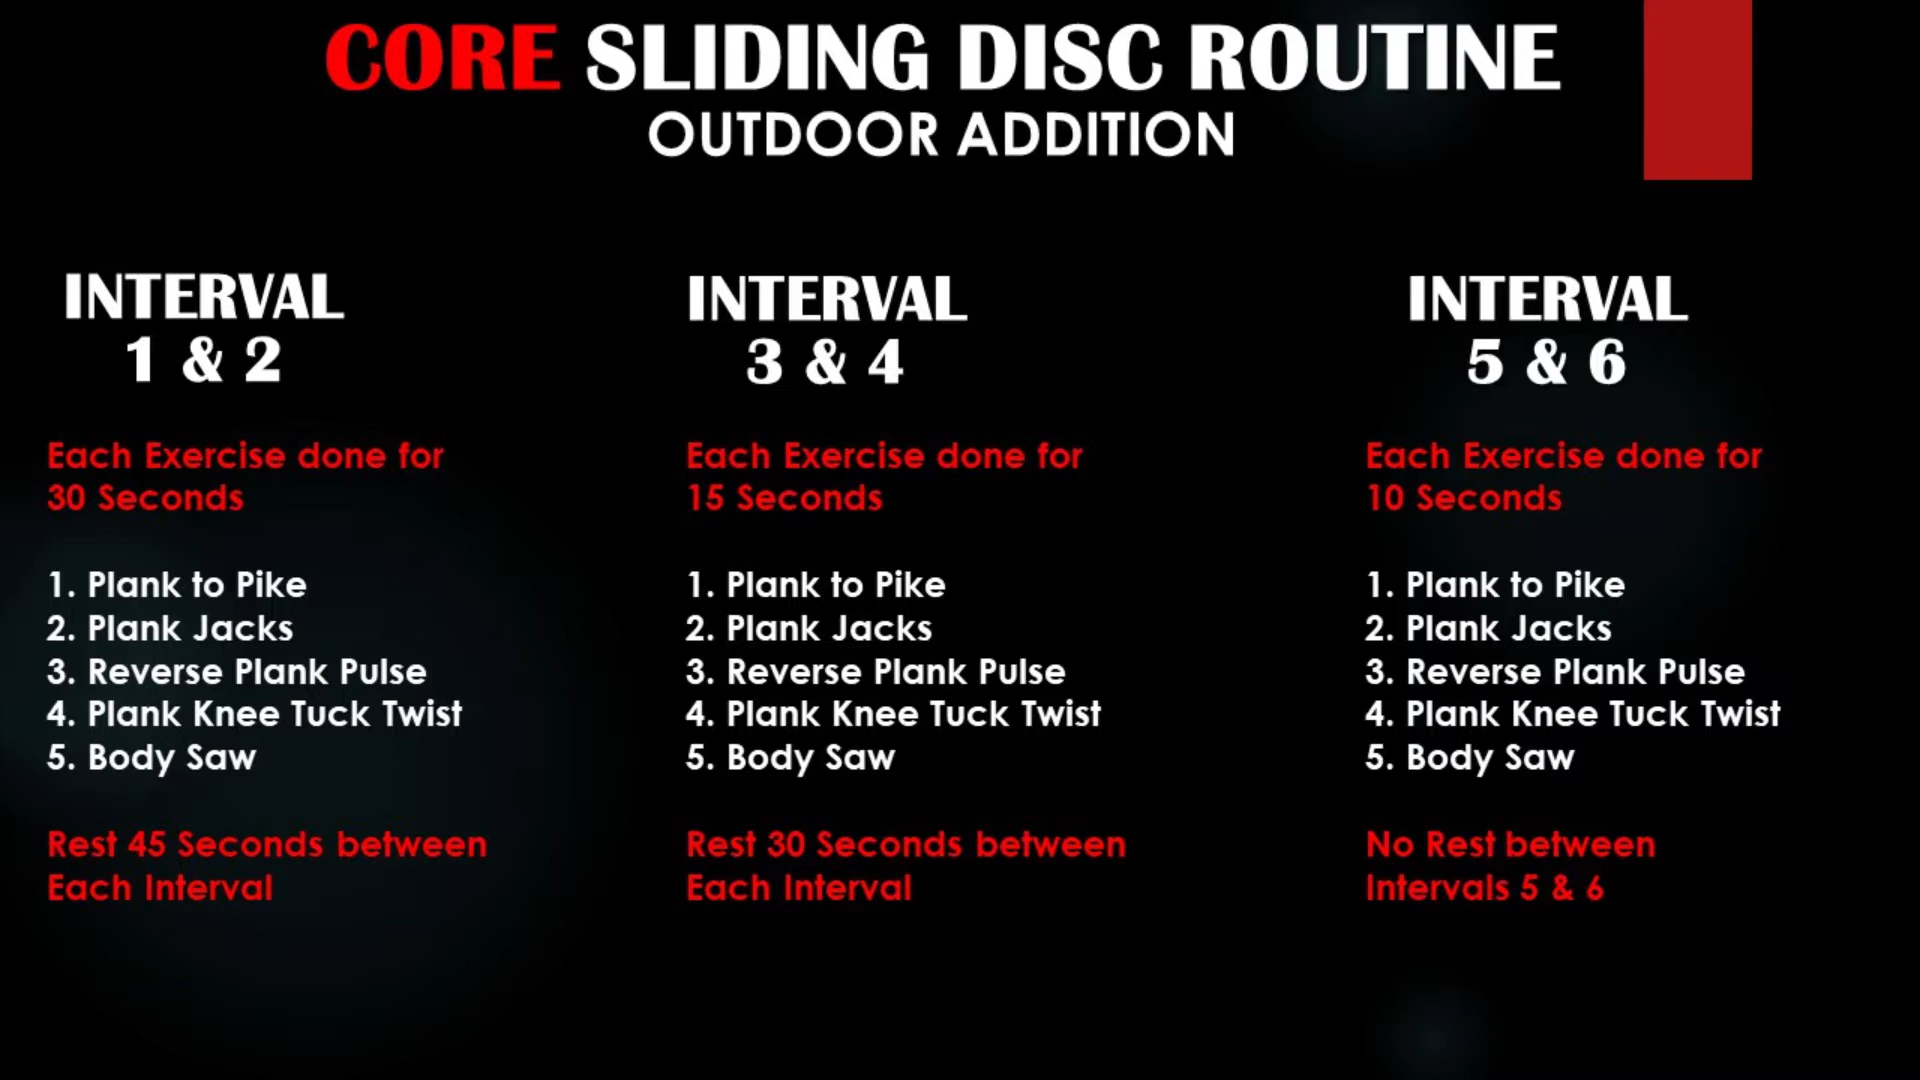 CORE SLIDING DISC ROUTINE
OUTDOOR ADDITION
INTERVAL
1 & 2
Each Exercise done for
30 Seconds
1. Plank to Pike
2. Plank Jacks
3. Reverse Plank Pulse
4. Plank Knee Tuck Twist
5. Body Saw
Rest 45 Seconds between
Each Interval
INTERVAL
3 & 4
Each Exercise done for
15 Seconds
1. Plank to Pike
2. Plank Jacks
3. Reverse Plank Pulse
4. Plank Knee Tuck Twist
5. Body Saw
Rest 30 Seconds between
Each Interval
INTERVAL
5 & 6
Each Exercise done for
10 Seconds
1. Plank to Pike
2. Plank Jacks
3. Reverse Plank Pulse
4. Plank Knee Tuck Twist
5. Body Saw
No Rest between
Intervals 5 & 6